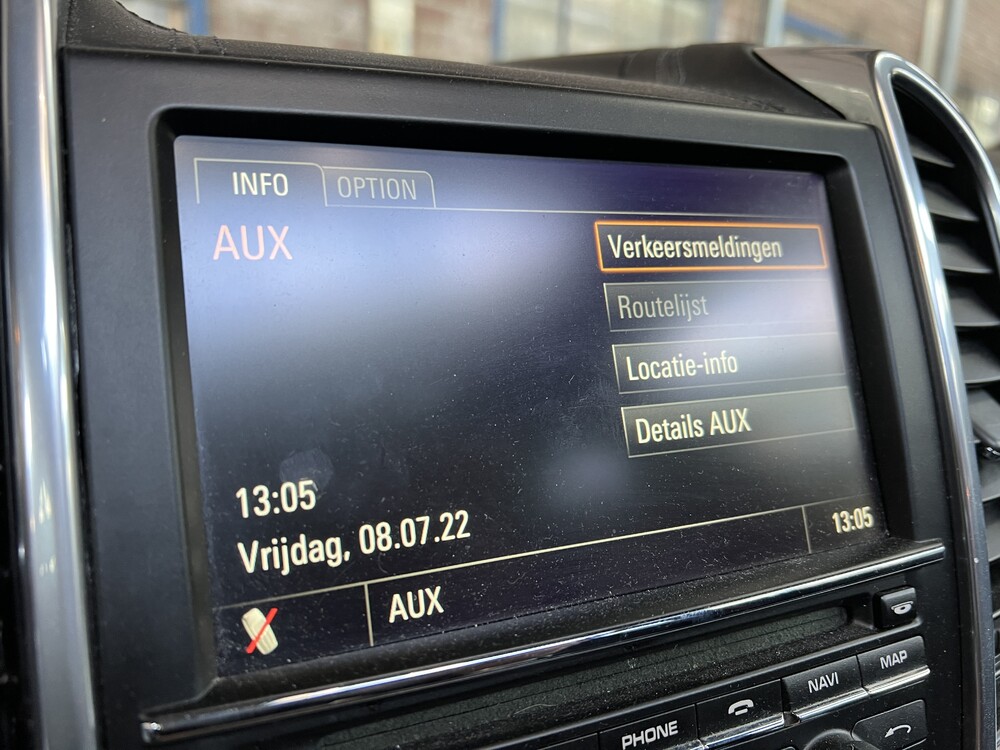 INFO OPTION
AUX
Verkeersmeldingen
Routelijst
Locatie-info
Details AUX
13:05
Vrijdag, 08.07.22
AUX 13:05
MAP
NAVI
PHONE